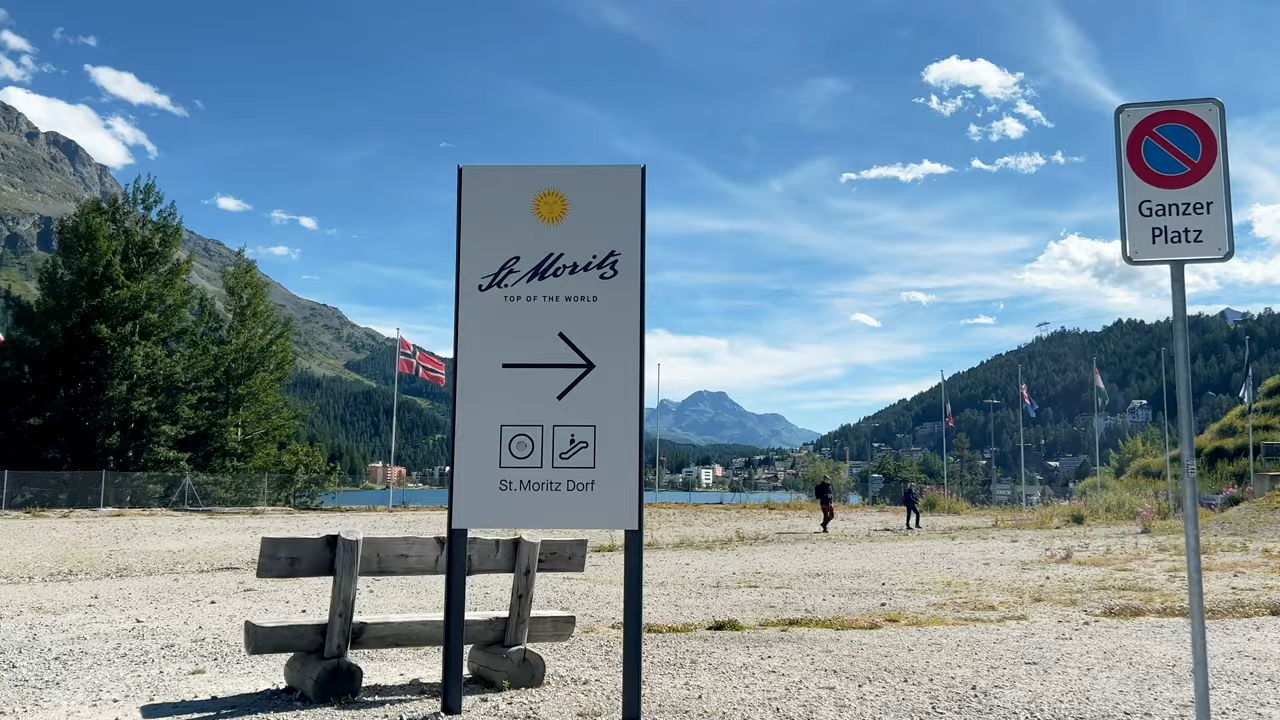 St. Moritz
TOP OF THE WORLD
St. Moritz Dorf
Ganzer
Platz